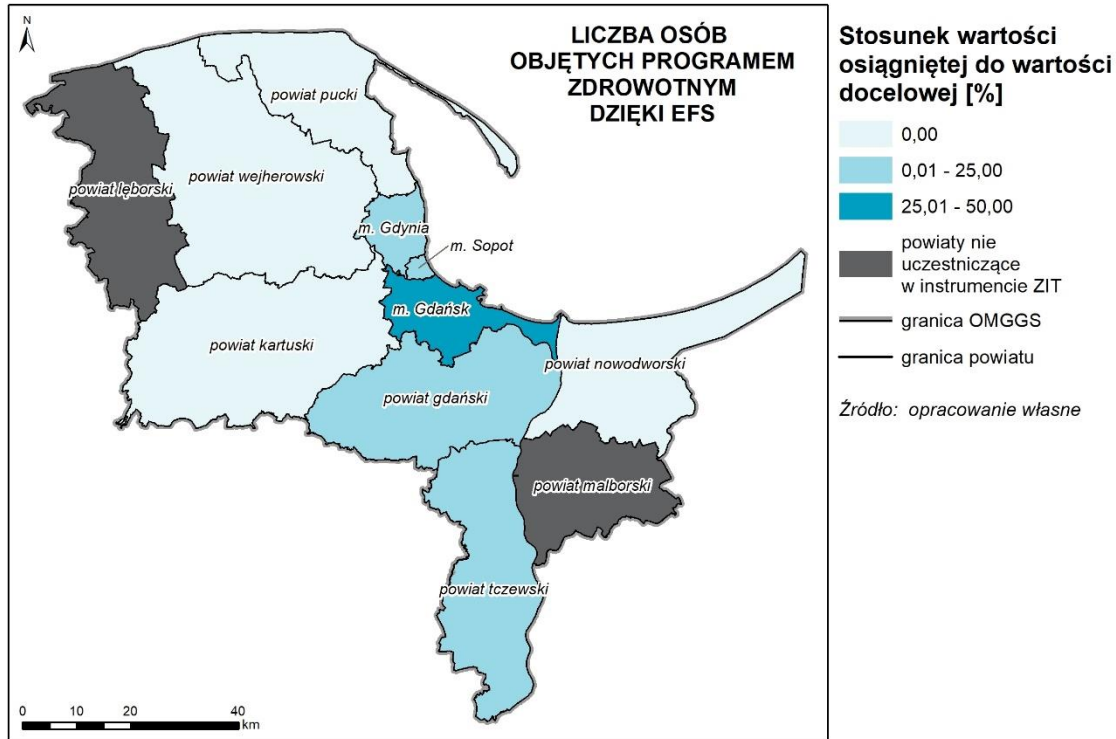 N
LICZBA OSÓB
OBJĘTYCH PROGRAMEM
ZDROWOTNYM
DZIĘKI EFS
powiat pucki
powiat lęborski
powiat wejherowski
m. Gdynia
m. Sopot
m. Gdańsk
powiat kartuski
powiat nowodworski
powiat gdański
powiat malborski
powiat tczewski
0 10 20 40
km
Stosunek wartości
osiągniętej do wartości
docelowej [%]
0,00
0,01 - 25,00
25,01 - 50,00
powiaty nie
uczestniczące
w instrumencie ZIT
granica OMGGS
granica powiatu
Źródło: opracowanie własne